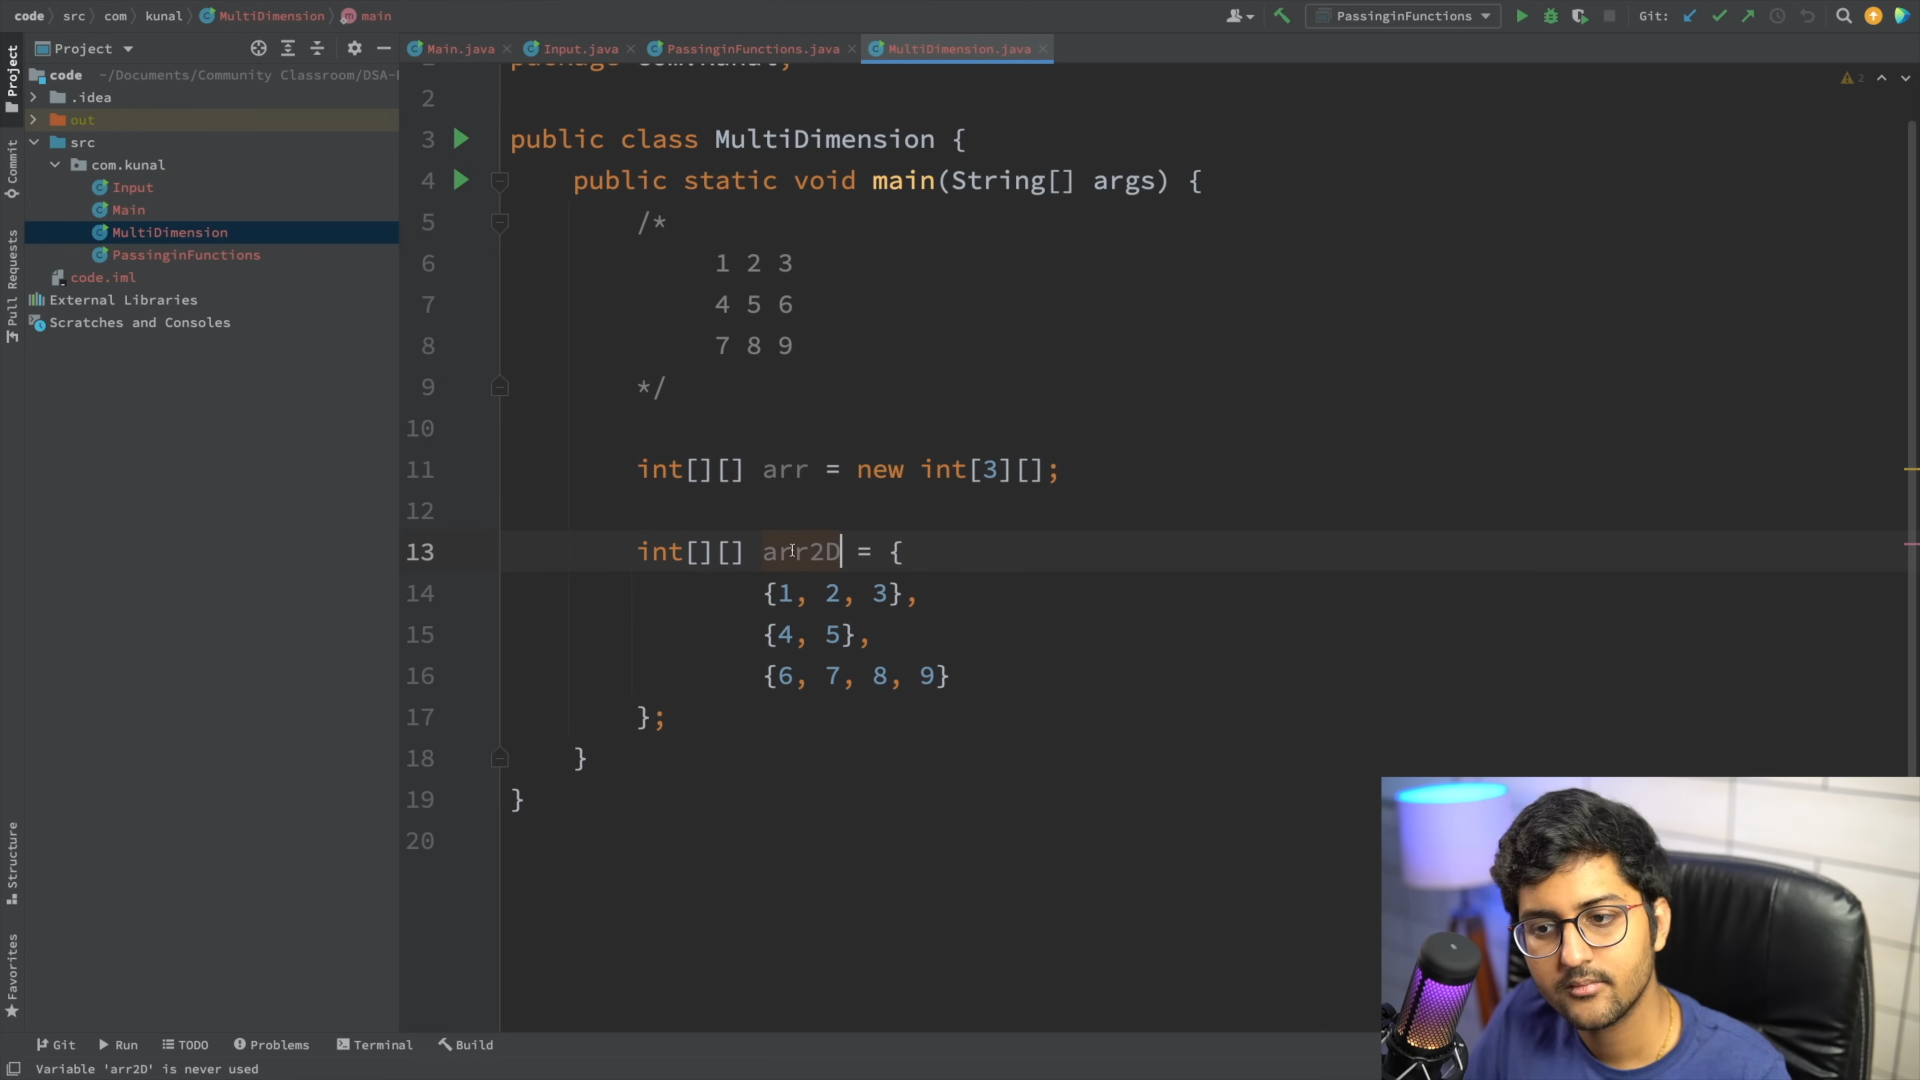 code src com kunal MultiDimension main
PassinginFunctions Git:
Project
Main.java Input.java PassinginFunctions.java MultiDimension.java
code ~/Documents/Community Classroom/DSA-
.idea
out
src
com.kunal
Input
Main
MultiDimension
PassinginFunctions
code.iml
External Libraries
Scratches and Consoles
Project
Commit
Pull Requests
Structure
Favorites
2
2
3 public class MultiDimension {
4 public static void main(String[] args) {
5 /*
6 1 2 3
7 4 5 6
8 7 8 9
9 */
10
11 int[][] arr = new int[3][];
12
13 int[][] arr2D = {
14 {1, 2, 3},
15 {4, 5},
16 {6, 7, 8, 9}
17 };
18 }
19 }
20
Git Run TODO Problems Terminal Build
Variable 'arr2D' is never used